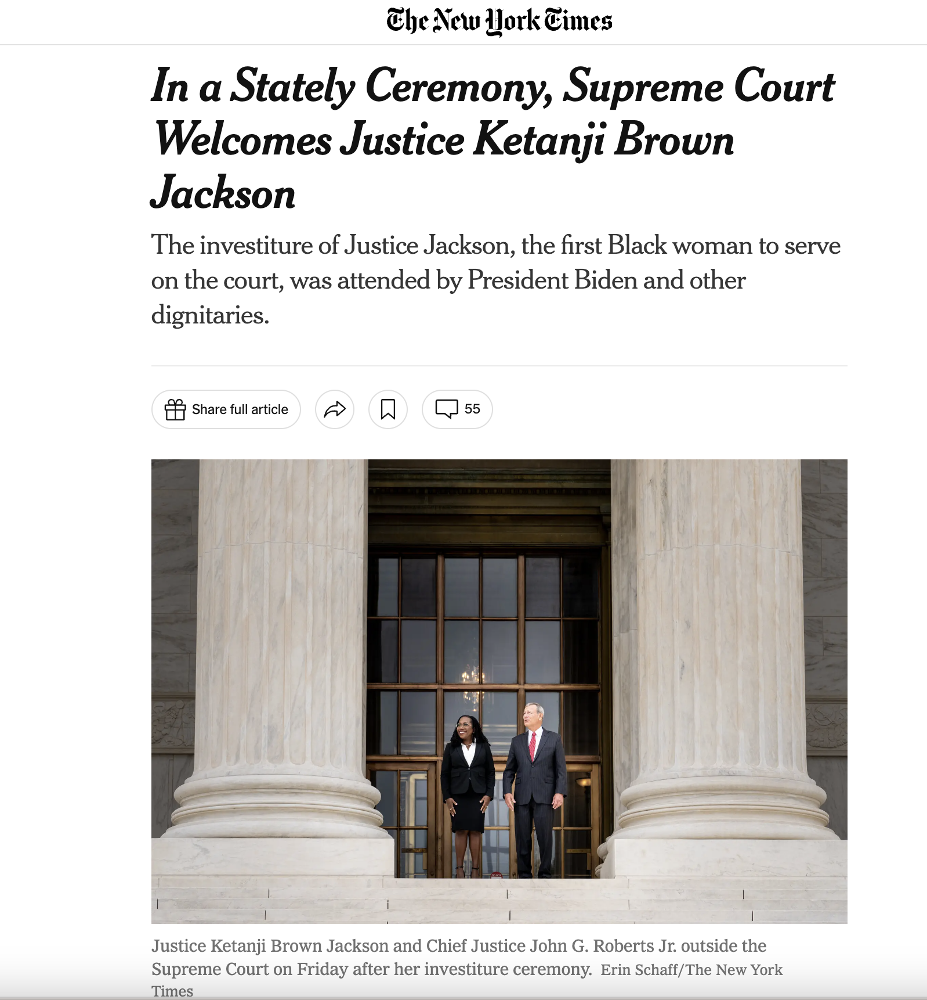 The New York Times
In a Stately Ceremony, Supreme Court
Welcomes Justice Ketanji Brown
Jackson
The investiture of Justice Jackson, the first Black woman to serve
on the court, was attended by President Biden and other
dignitaries.
Share full article
55
DO NOT
Justice Ketanji Brown Jackson and Chief Justice John G. Roberts Jr. outside the
Supreme Court on Friday after her investiture ceremony. Erin Schaff/The New York
Times